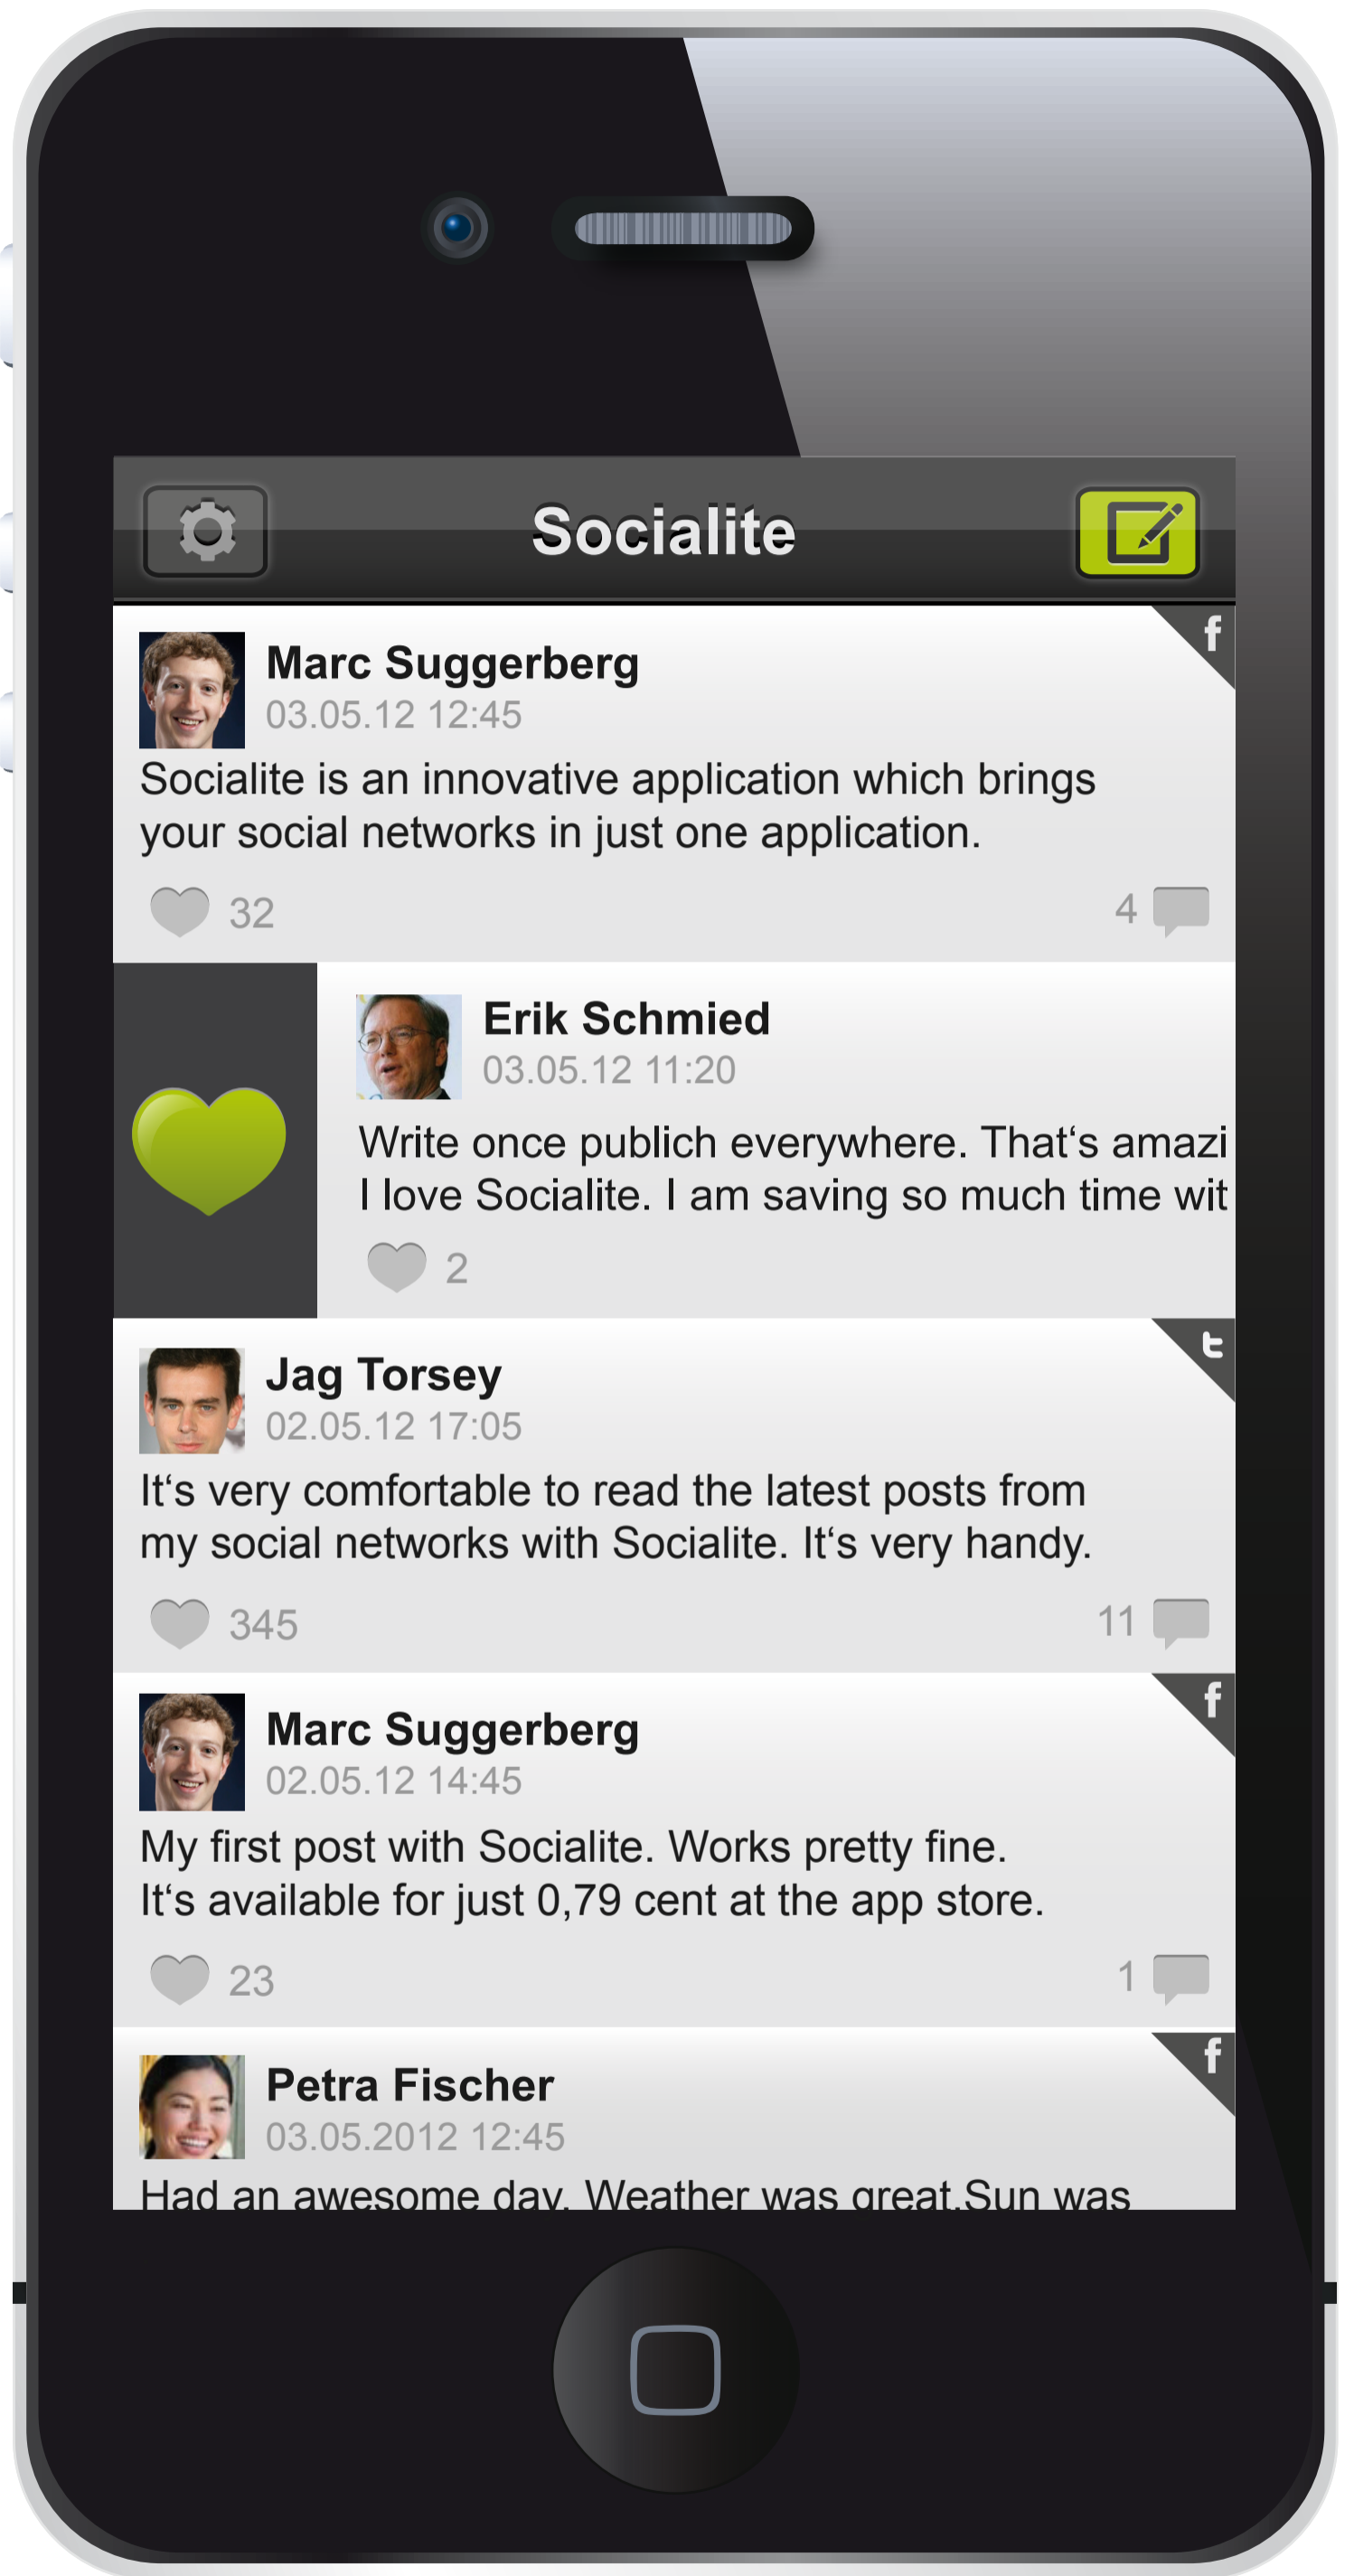 Socialite
Marc Suggerberg
f
03.05.12 12:45
Socialite is an innovative application which brings
your social networks in just one application.
32
4
Erik Schmied
03.05.12 11:20
Write once publich everywhere. That‘s amazi
I love Socialite. I am saving so much time wit
2
Jag Torsey
t
02.05.12 17:05
It‘s very comfortable to read the latest posts from
my social networks with Socialite. It‘s very handy.
345
11
Marc Suggerberg
f
02.05.12 14:45
My first post with Socialite. Works pretty fine.
It‘s available for just 0,79 cent at the app store.
23
1
Petra Fischer
f
03.05.2012 12:45
Had an awesome day. Weather was great.Sun was